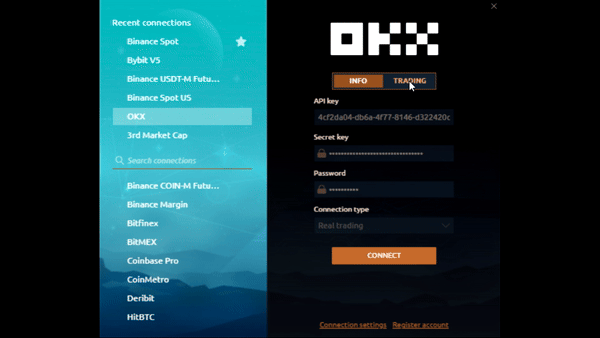 Recent connections
Binance Spot
Bybit V5
Binance USDT-M Futu...
Binance Spot US
OKX
3rd Market Cap
Search connections
Binance COIN-M Futu...
Binance Margin
Bitfinex
BitMEX
Coinbase Pro
CoinMetro
Deribit
HitBTC
OKX
INFO
TRADING
API key
4cf2da04-db6a-4f77-8146-d322420c
Secret key
Password
Connection type
Real trading
CONNECT
Connection settings
Register account